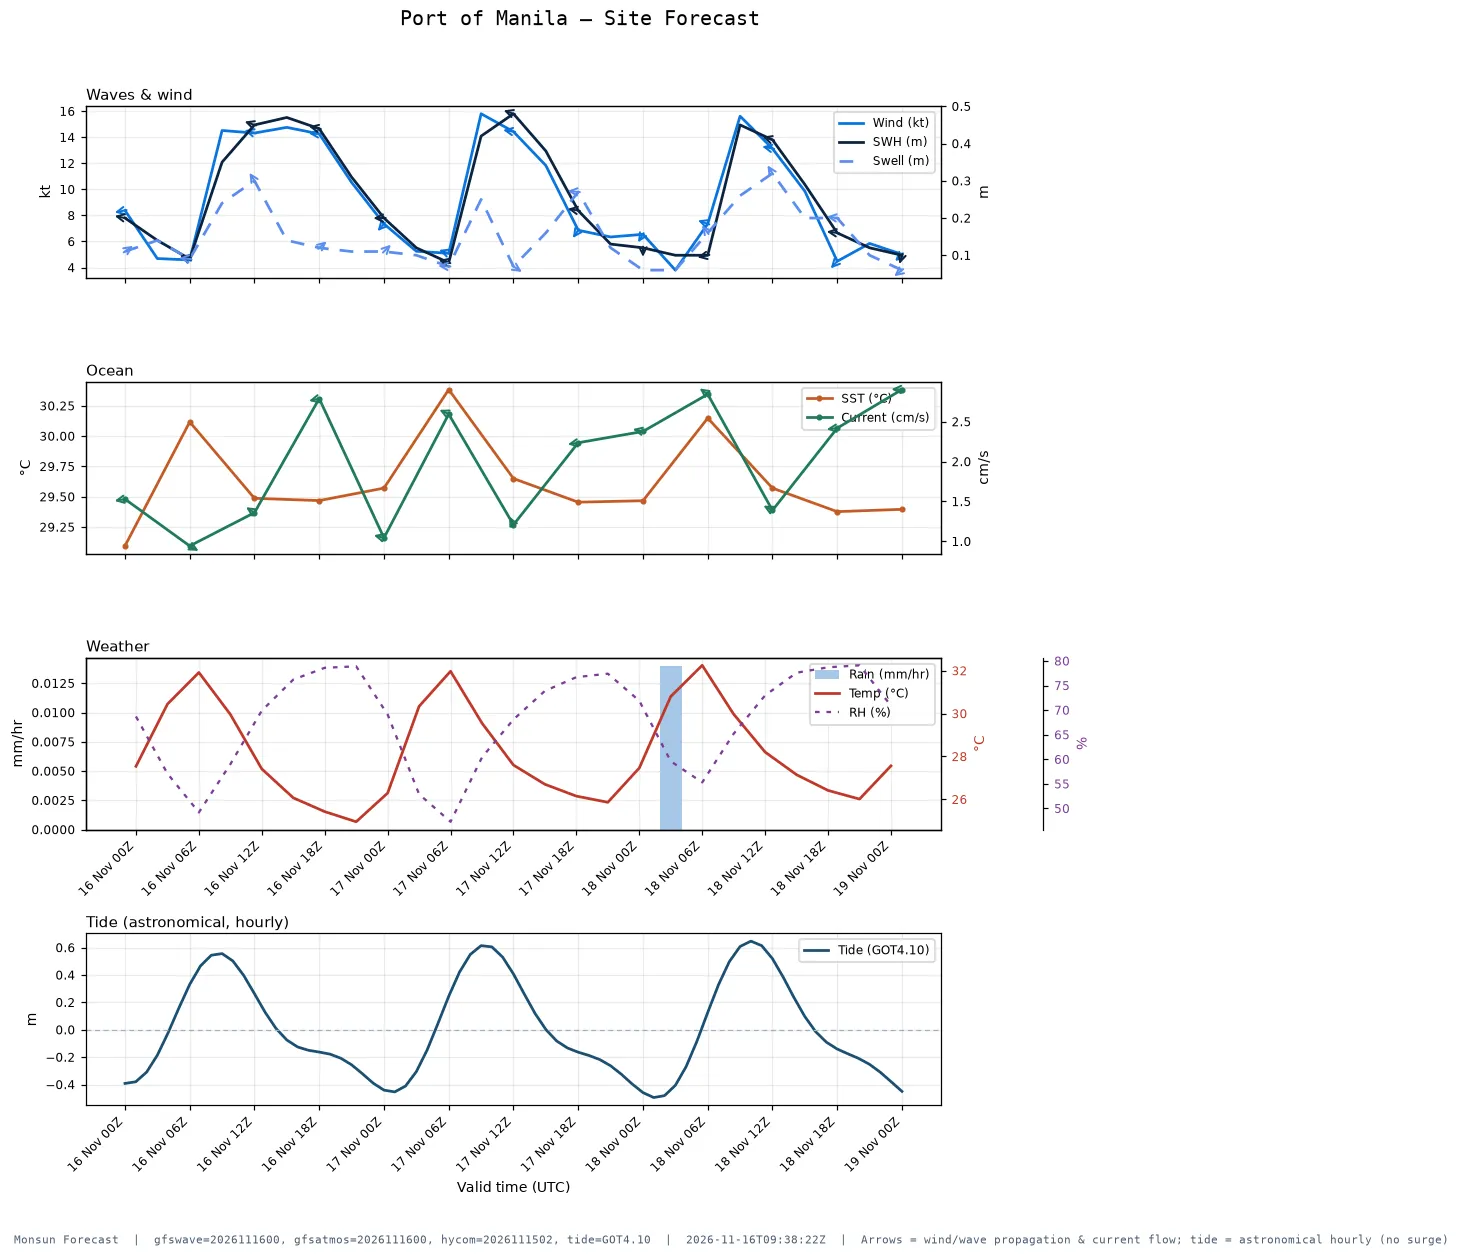 Port of Manila — Site Forecast
Waves & wind
16
14
12
10
8
6
4
kt
0.5
0.4
0.3
0.2
0.1
m
Wind (kt)
SWH (m)
Swell (m)
Ocean
30.25
30.00
29.75
29.50
29.25
°C
2.5
2.0
1.5
1.0
cm/s
SST (°C)
Current (cm/s)
Weather
0.0125
0.0100
0.0075
0.0050
0.0025
0.0000
mm/hr
32
30
28
26
°C
80
75
70
65
60
55
50
%
Rain (mm/hr)
Temp (°C)
RH (%)
16 Nov 00Z
16 Nov 06Z
16 Nov 12Z
16 Nov 18Z
17 Nov 00Z
17 Nov 06Z
17 Nov 12Z
17 Nov 18Z
18 Nov 00Z
18 Nov 06Z
18 Nov 12Z
18 Nov 18Z
19 Nov 00Z
Tide (astronomical, hourly)
0.6
0.4
0.2
0.0
−0.2
−0.4
m
Tide (GOT4.10)
16 Nov 00Z
16 Nov 06Z
16 Nov 12Z
16 Nov 18Z
17 Nov 00Z
17 Nov 06Z
17 Nov 12Z
17 Nov 18Z
18 Nov 00Z
18 Nov 06Z
18 Nov 12Z
18 Nov 18Z
19 Nov 00Z
Valid time (UTC)
Monsun Forecast | gfswave=2026111600, gfsatmos=2026111600, hycom=2026111502, tide=GOT4.10 | 2026-11-16T09:38:22Z | Arrows = wind/wave propagation & current flow; tide = astronomical hourly (no surge)